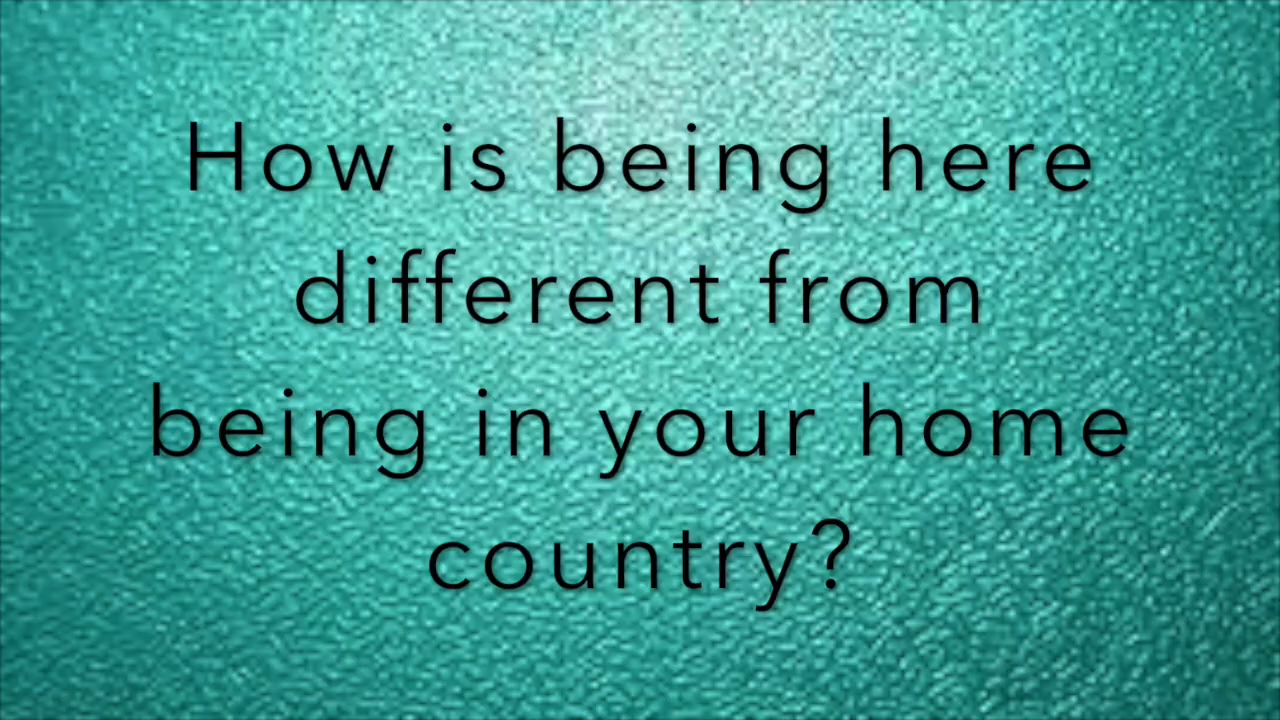 How is being here
different from
being in your home
country?